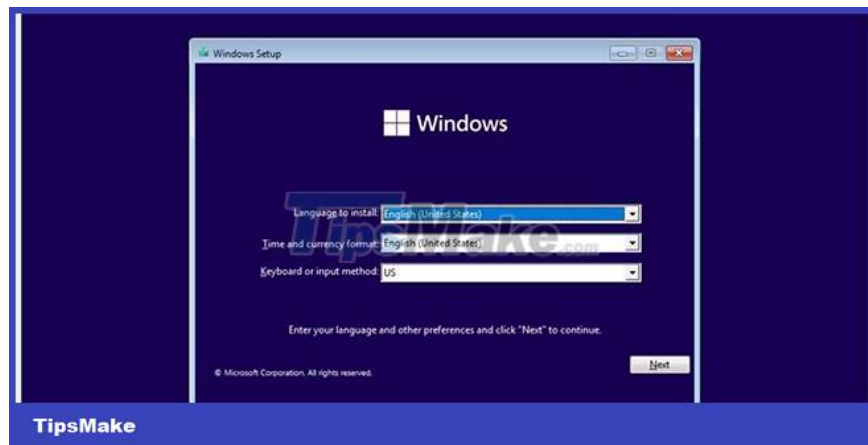 Windows Setup
Windows
Language to install: English (United States)
Time and currency format: English (United States)
TipsMake.com
Keyboard or input method: US
Enter your language and other preferences and click "Next" to continue.
Next
© Microsoft Corporation. All rights reserved.
TipsMake